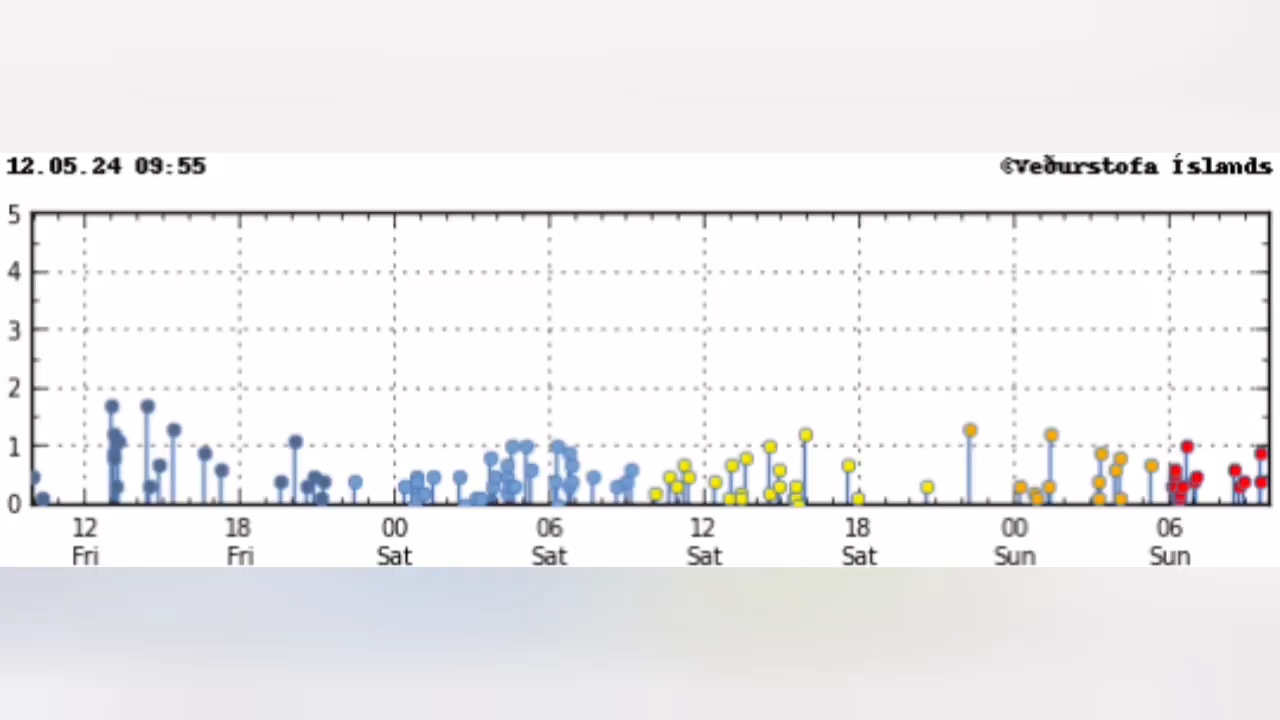 12.05.24 09:55 ©Veðurstofa Íslands
5
4
3
2
1
0
12 18 00 06 12 18 00 06
Fri Fri Sat Sat Sat Sat Sun Sun